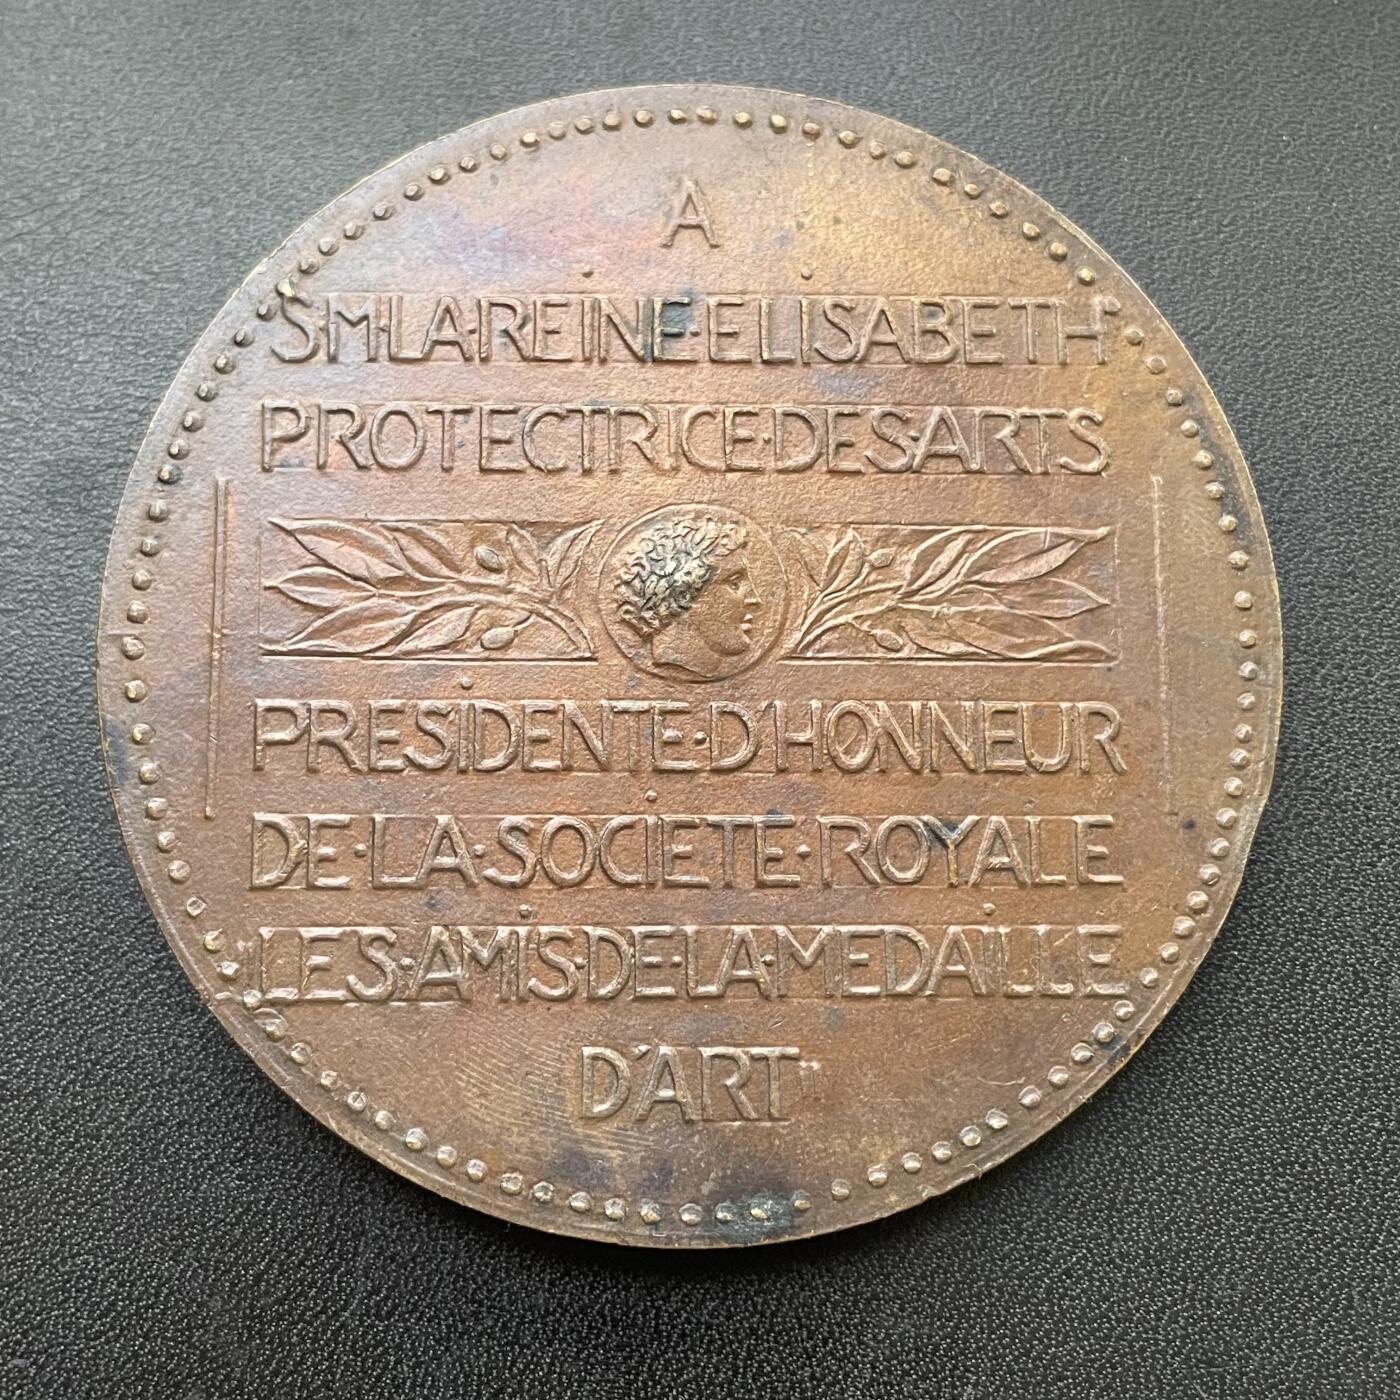 A
S·M·LA·REINE·ELISABETH
PROTECTRICE·DES·ARTS
PRESIDENTE·D'HONNEUR
DE·LA·SOCIETE·ROYALE
LES·AMIS·DE·LA·MEDAILLE
D'ART